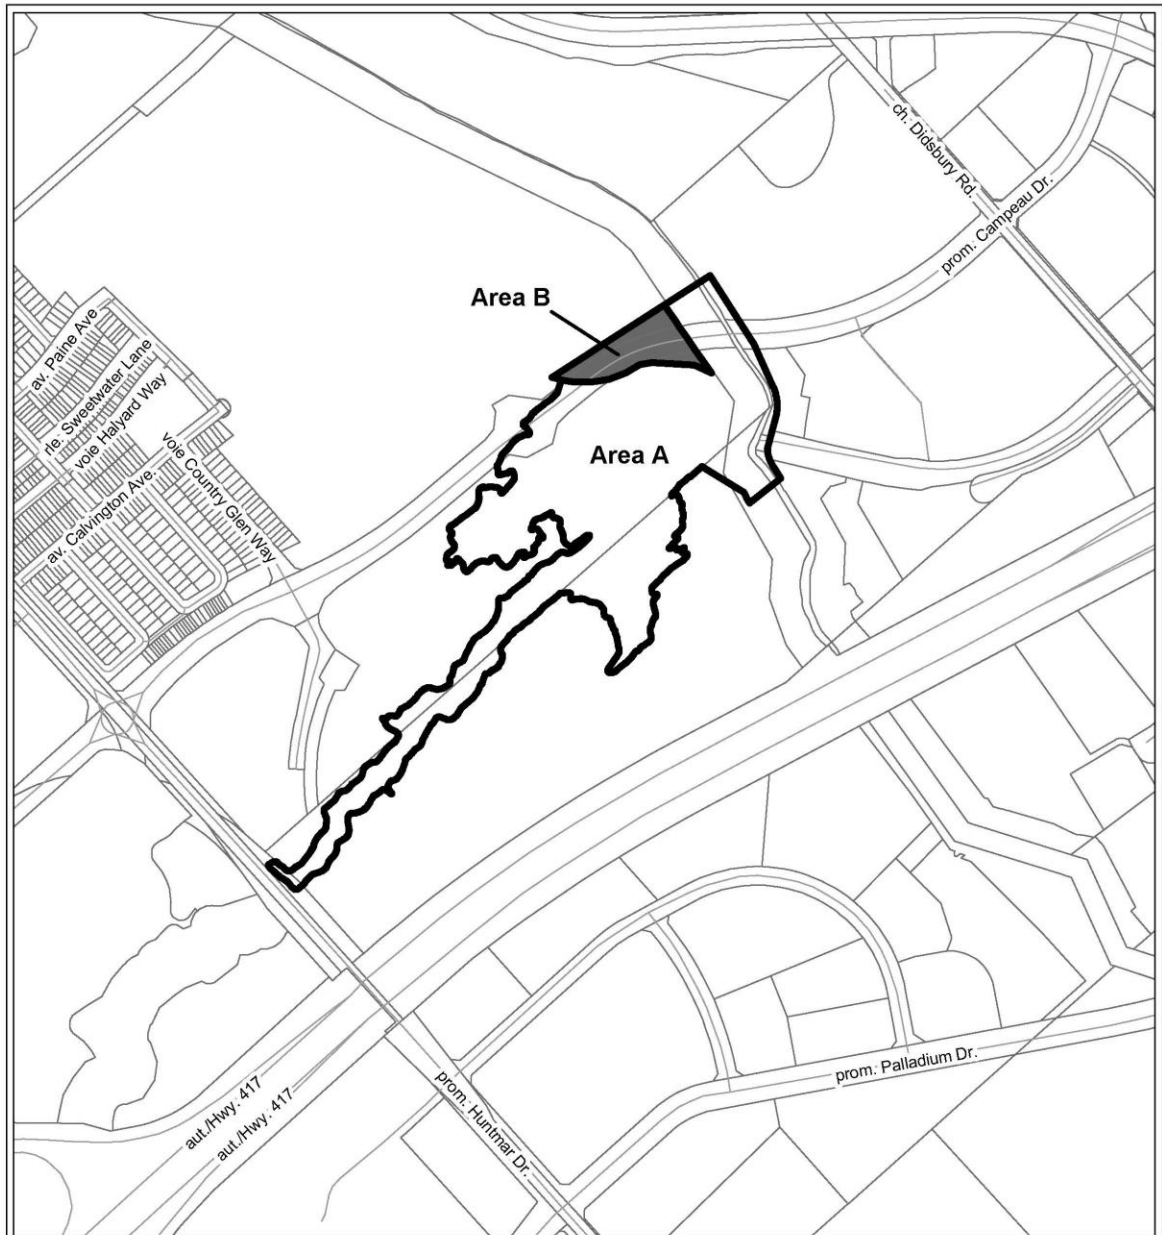 ch. Didsbury Rd.
prom. Campeau Dr.
Area B
av. Paine Ave
rle. Sweetwater Lane
voie Halyard Way
voie Country Glen Way
av. Calvington Ave.
Area A
prom. Palladium Dr.
prom. Huntmar Dr.
aut./Hwy. 417
aut./Hwy. 417